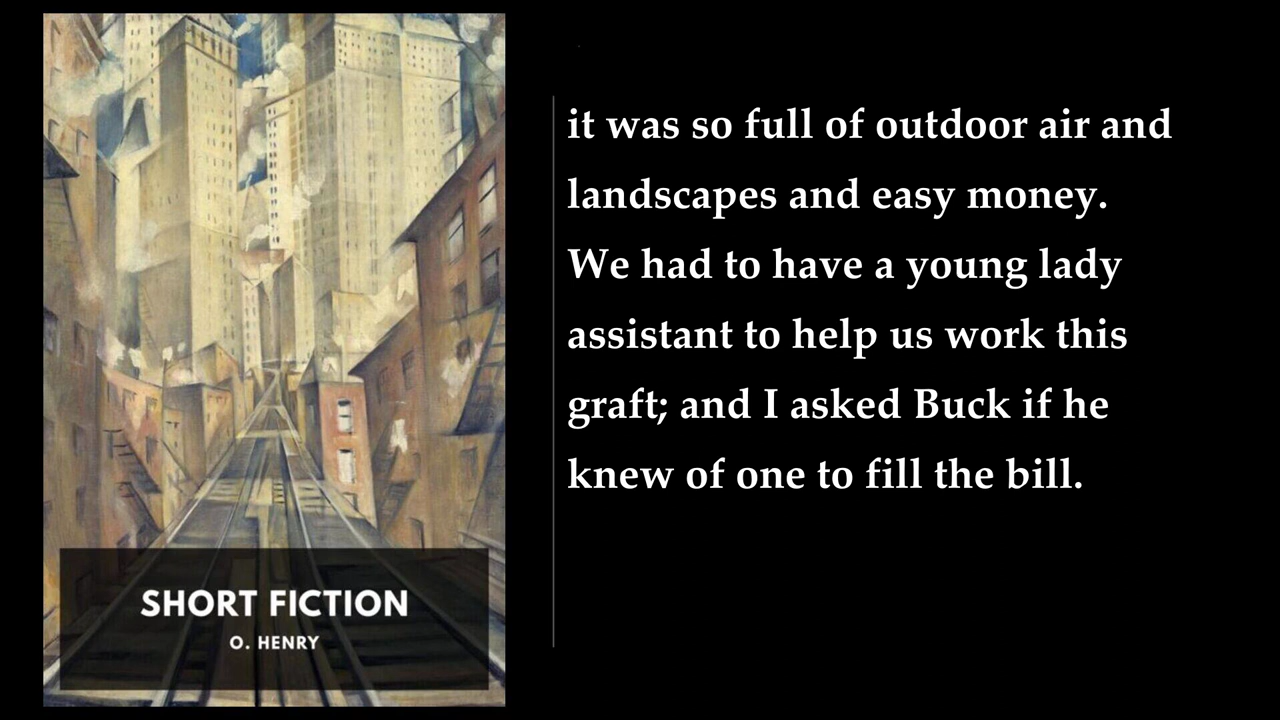 it was so full of outdoor air and
landscapes and easy money.
We had to have a young lady
assistant to help us work this
graft; and I asked Buck if he
knew of one to fill the bill.
SHORT FICTION
O. HENRY